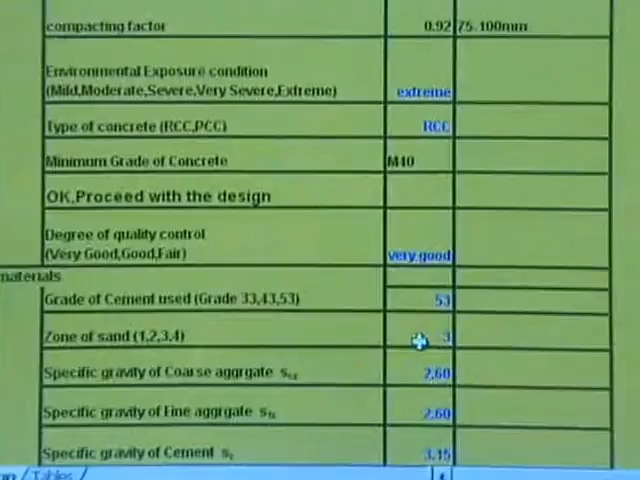 compacting factor 0.92 75.100mm
Environmental Exposure condition
(Mild,Moderate,Severe,Very Severe,Extreme) extreme
Type of concrete (RCC,PCC) RCC
Minimum Grade of Concrete M40
OK,Proceed with the design
Degree of quality control
(Very Good,Good,Fair) very good
materials
Grade of Cement used (Grade 33,43,53) 53
Zone of sand (1,2,3,4) 3
Specific gravity of Coarse aggrgate
2.60
Specific gravity of Fine aggrgate
2.60
Specific gravity of Cement sc 3.15
Tables